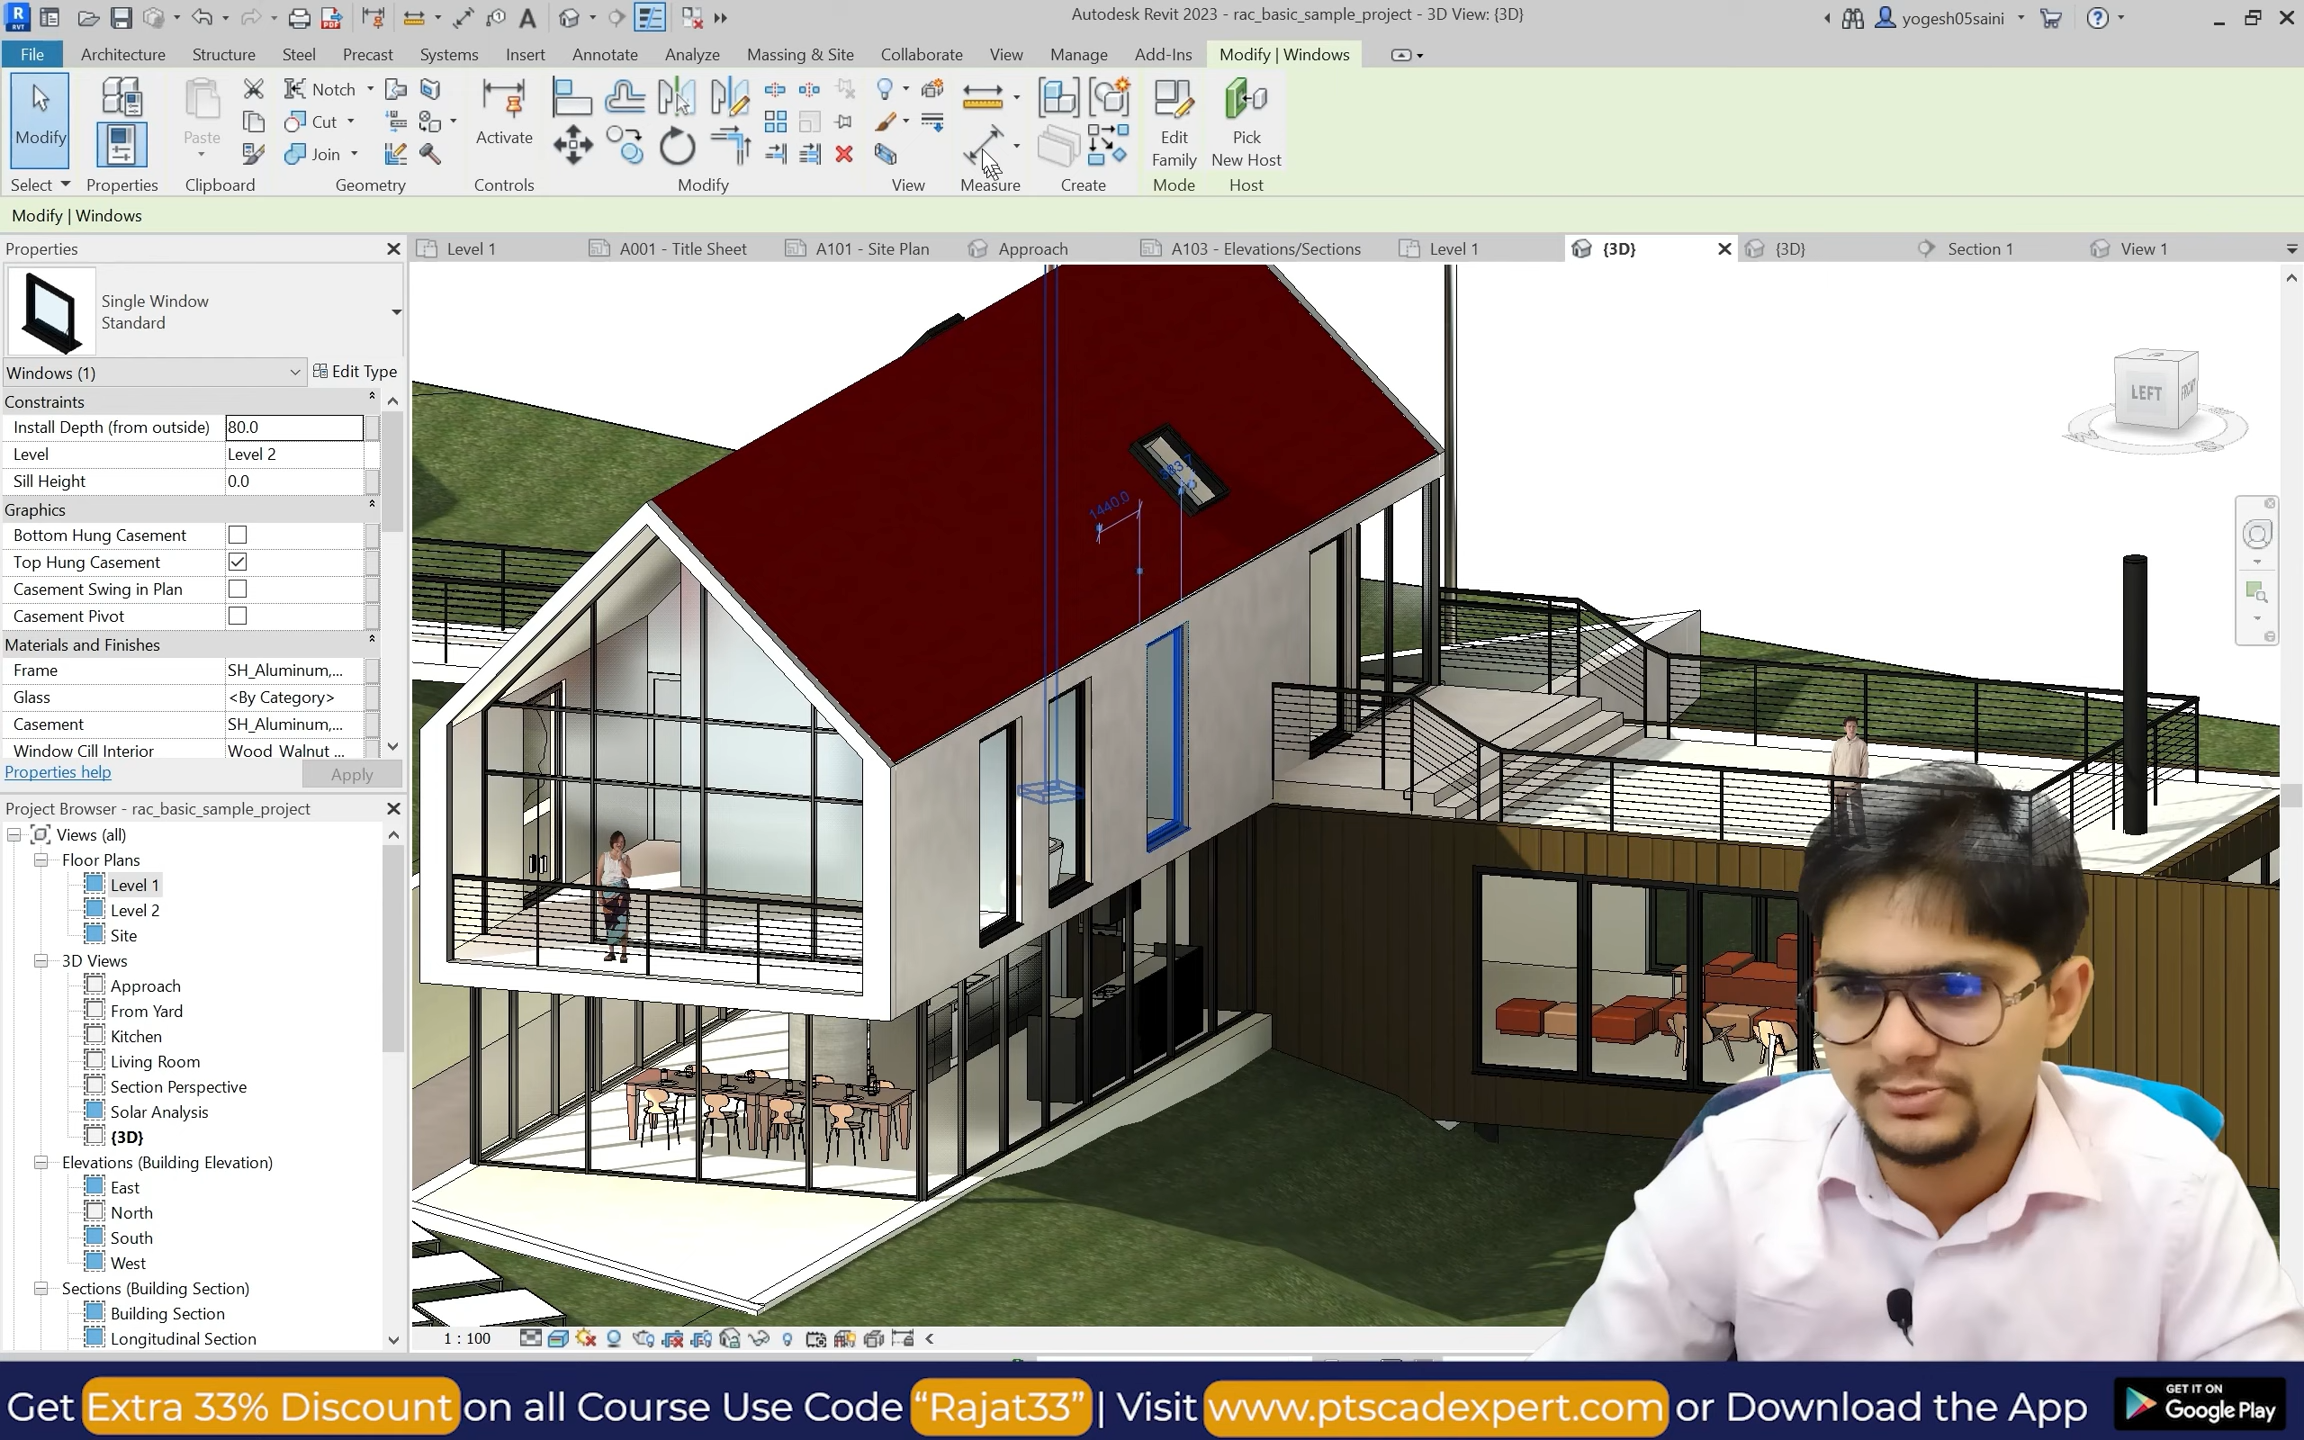 Autodesk Revit 2023 - rac_basic_sample_project - 3D View: {3D}
yogesh05saini
File Architecture Structure Steel Precast Systems Insert Annotate Analyze Massing & Site Collaborate View Manage Add-Ins Modify | Windows
Modify
Paste
Notch
Cut
Join
Activate
Edit Family
Pick New Host
Select Properties Clipboard Geometry Controls Modify View Measure Create Mode Host
Modify | Windows
Properties
Level 1
A001 - Title Sheet
A101 - Site Plan
Approach
A103 - Elevations/Sections
Level 1
{3D}
{3D}
Section 1
View 1
Single Window
Standard
Windows (1)
Edit Type
Constraints
Install Depth (from outside) 80.0
Level Level 2
Sill Height 0.0
Graphics
Bottom Hung Casement
Top Hung Casement
Casement Swing in Plan
Casement Pivot
Materials and Finishes
Frame SH_Aluminum,...
Glass <By Category>
Casement SH_Aluminum,...
Window Cill Interior Wood Walnut ...
Properties help
Apply
Project Browser - rac_basic_sample_project
Views (all)
Floor Plans
Level 1
Level 2
Site
3D Views
Approach
From Yard
Kitchen
Living Room
Section Perspective
Solar Analysis
{3D}
Elevations (Building Elevation)
East
North
South
West
Sections (Building Section)
Building Section
Longitudinal Section
1440.0
LEFT
1 : 100
Get Extra 33% Discount on all Course Use Code “Rajat33” | Visit www.ptscadexpert.com or Download the App
GET IT ON
Google Play